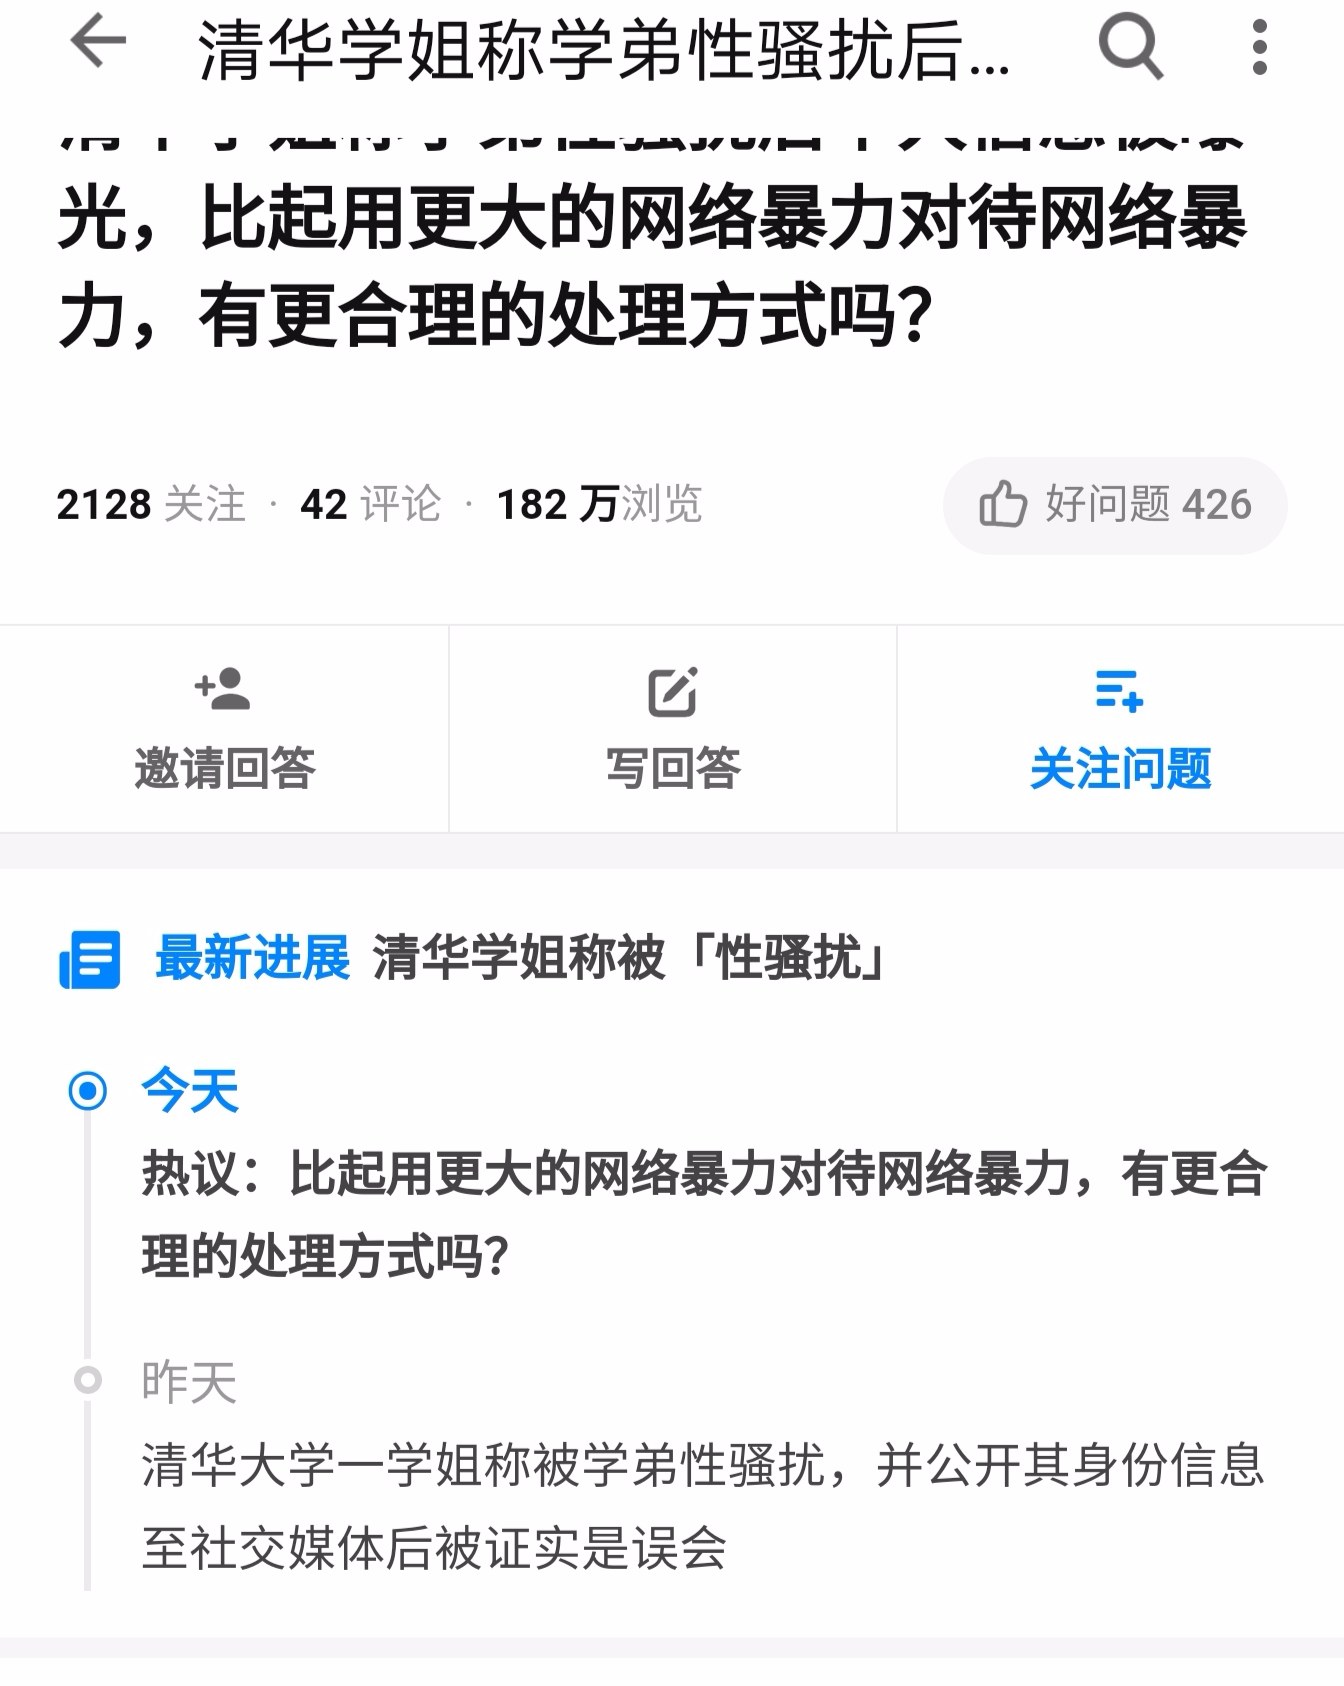 清华学姐称学弟性骚扰后...
光，比起用更大的网络暴力对待网络暴
力，有更合理的处理方式吗?
2128 关注 · 42 评论 · 182 万浏览
好问题 426
邀请回答
写回答
关注问题
最新进展 清华学姐称被「性骚扰」
今天
热议：比起用更大的网络暴力对待网络暴力，有更合
理的处理方式吗?
昨天
清华大学一学姐称被学弟性骚扰，并公开其身份信息
至社交媒体后被证实是误会